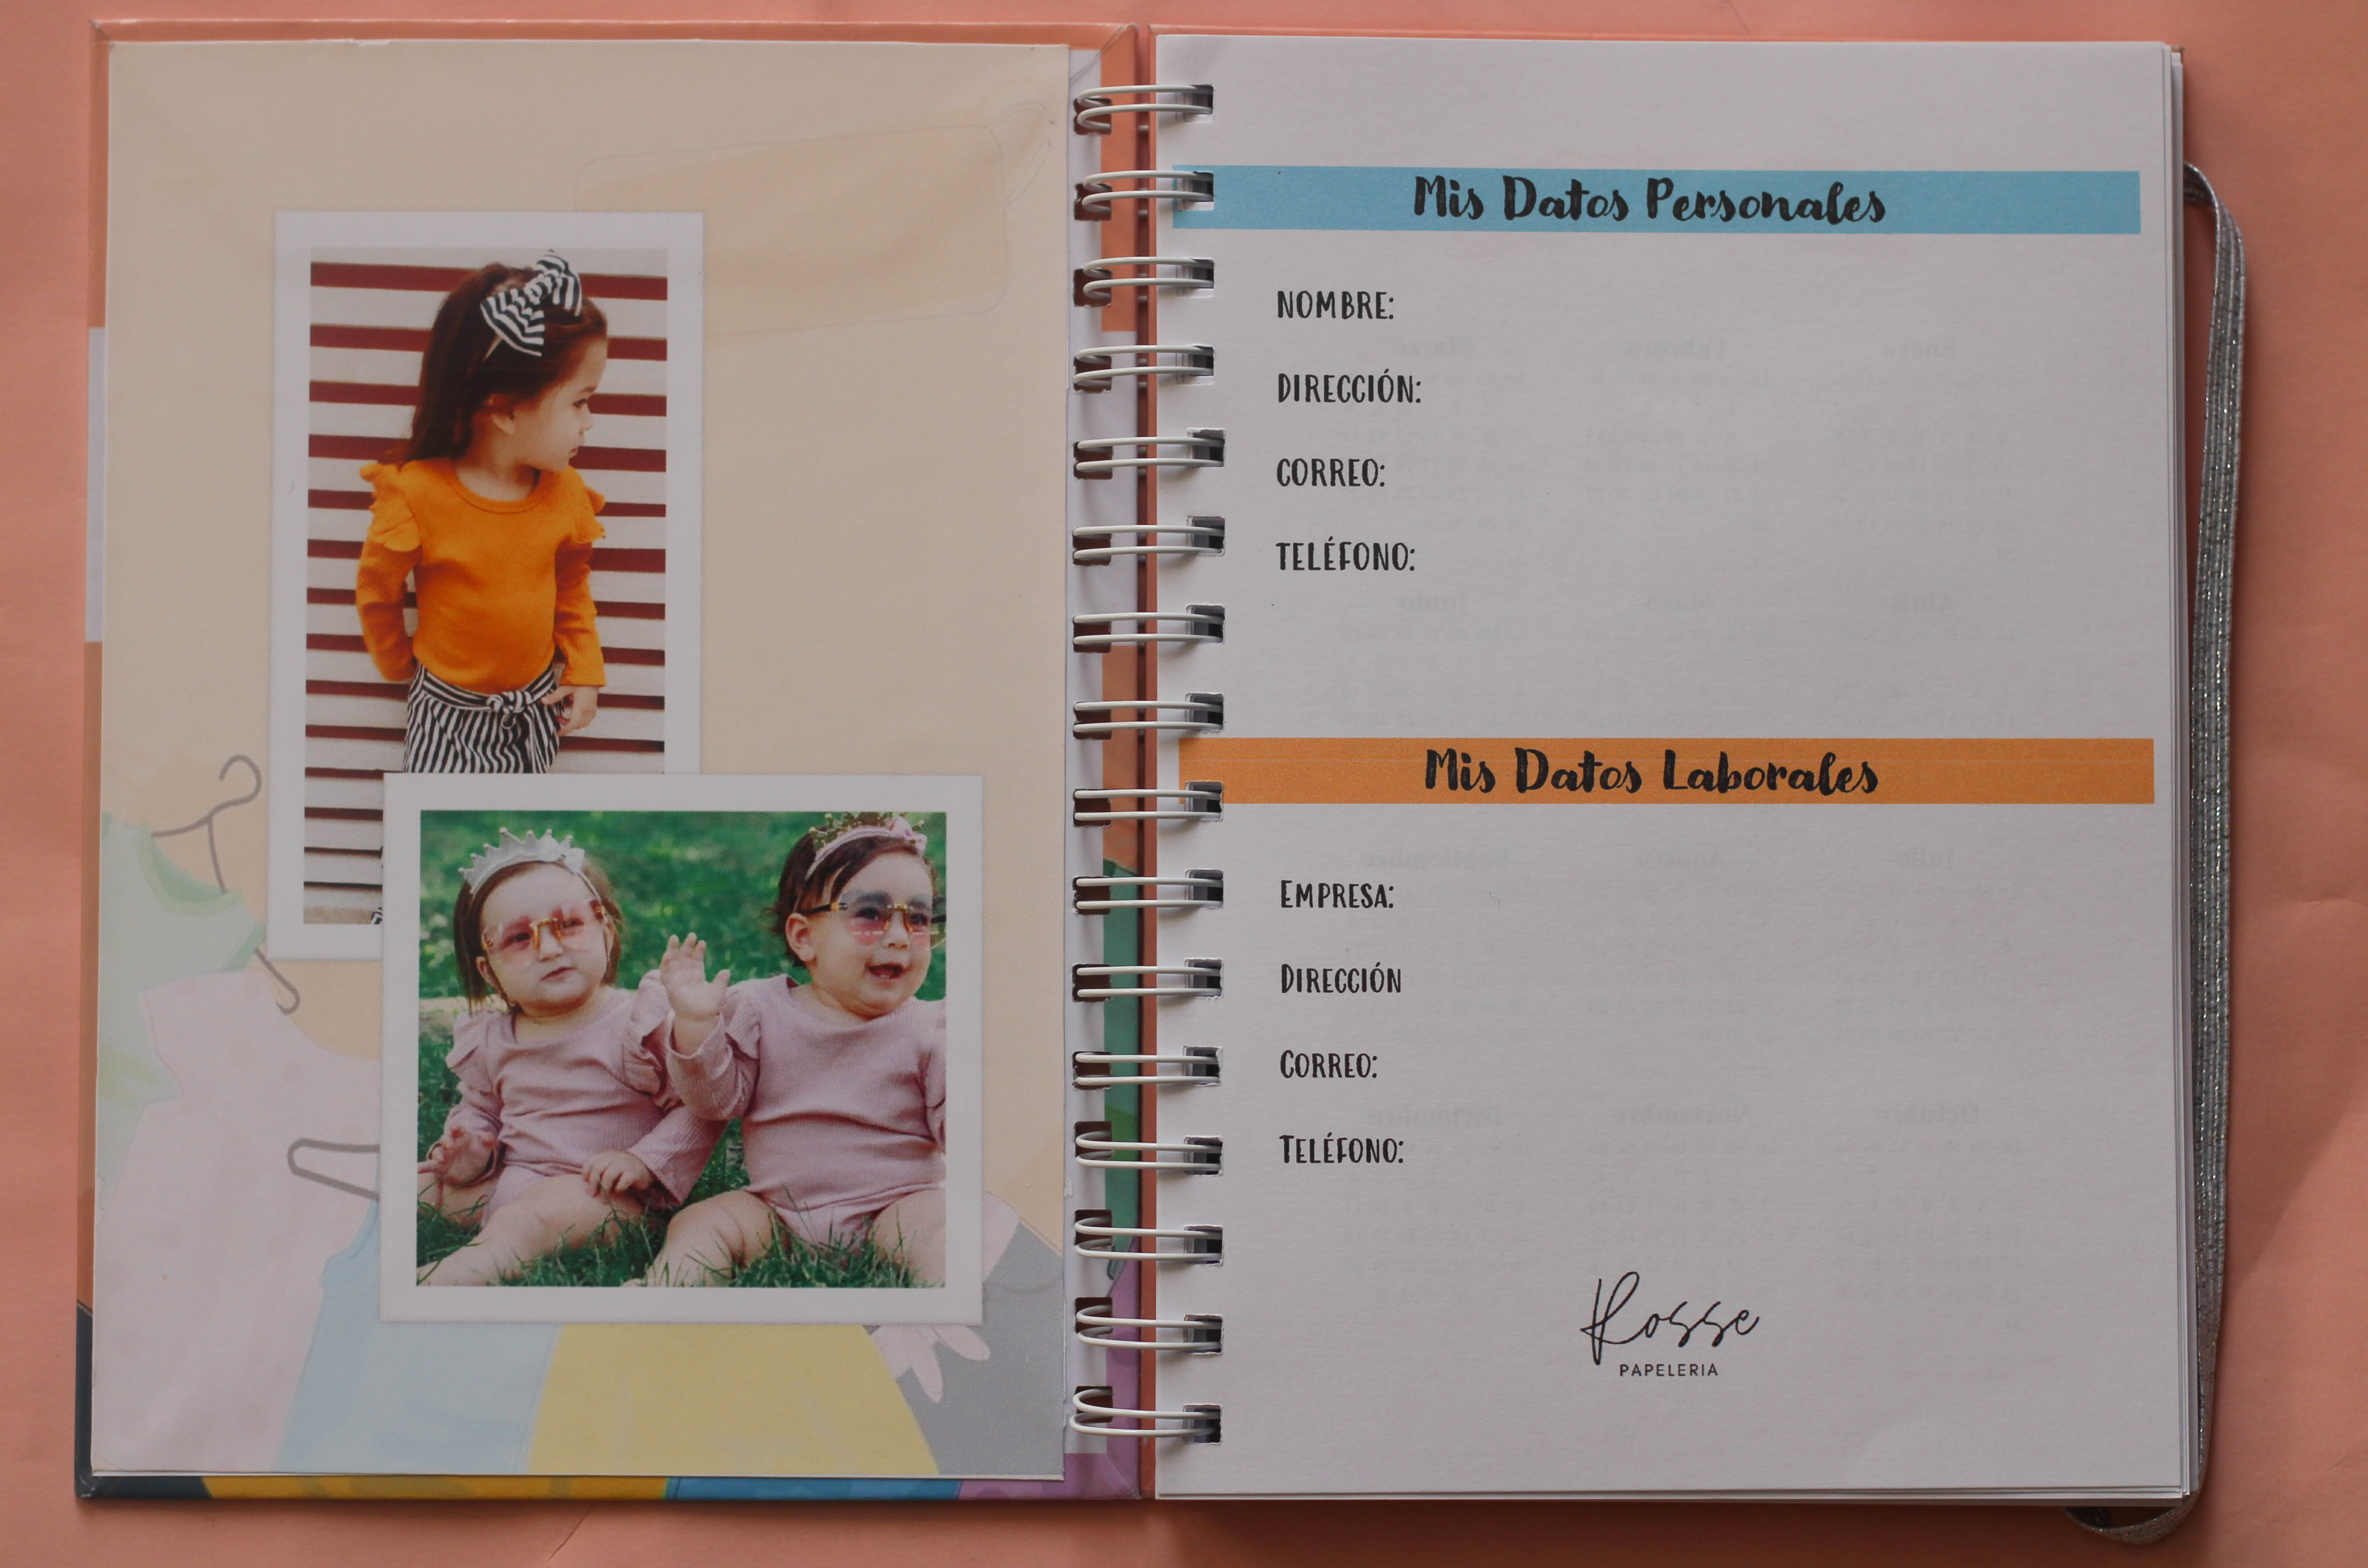 Mis Datos Personales
NOMBRE:
DIRECCIÓN:
CORREO:
TELÉFONO:
Mis Datos Laborales
EMPRESA:
DIRECCIÓN
CORREO:
TELÉFONO:
Rosse
PAPELERIA